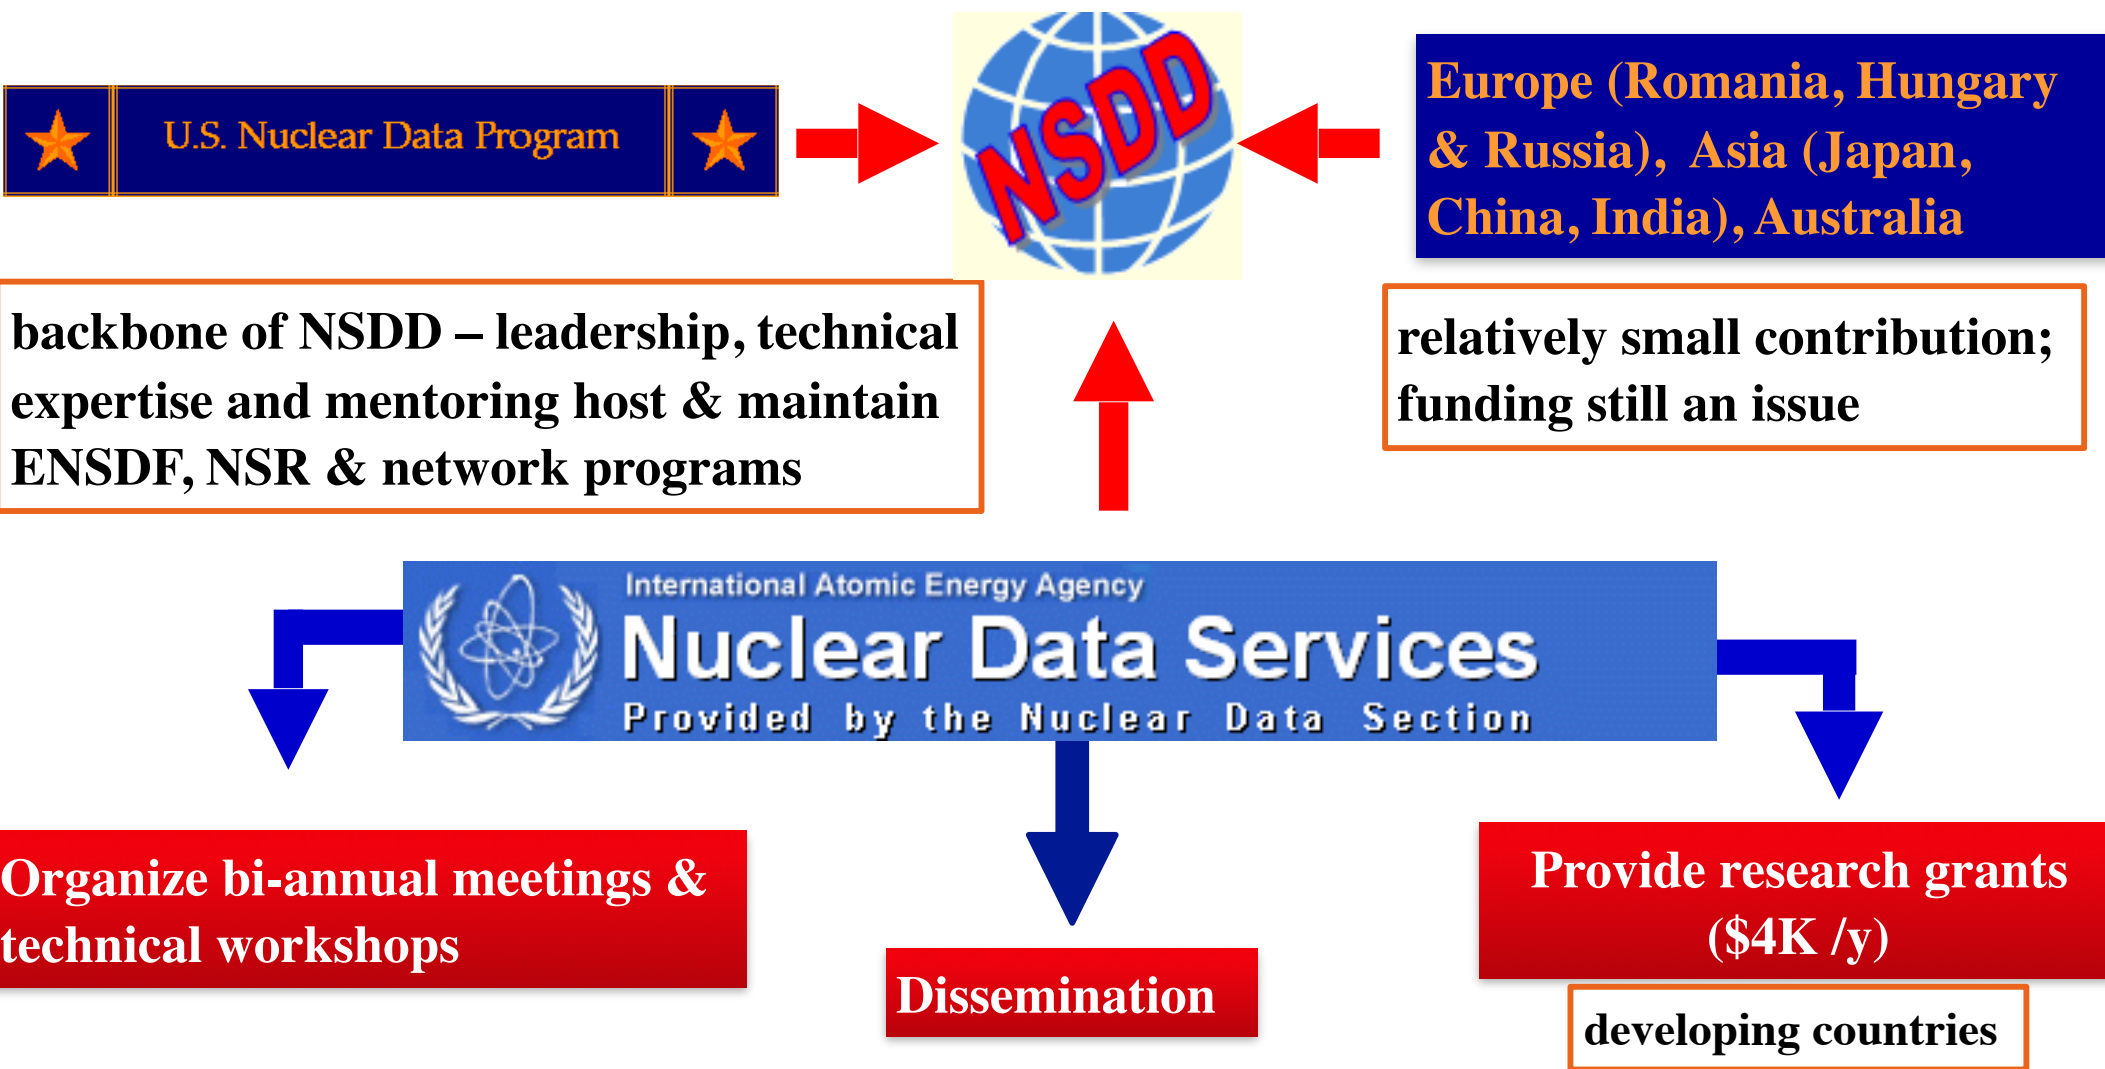 U.S. Nuclear Data Program
NSDD
Europe (Romania, Hungary
& Russia), Asia (Japan,
China, India), Australia
backbone of NSDD – leadership, technical
expertise and mentoring host & maintain
ENSDF, NSR & network programs
relatively small contribution;
funding still an issue
International Atomic Energy Agency
Nuclear Data Services
Provided by the Nuclear Data Section
Organize bi-annual meetings &
technical workshops
Dissemination
Provide research grants
($4K /y)
developing countries